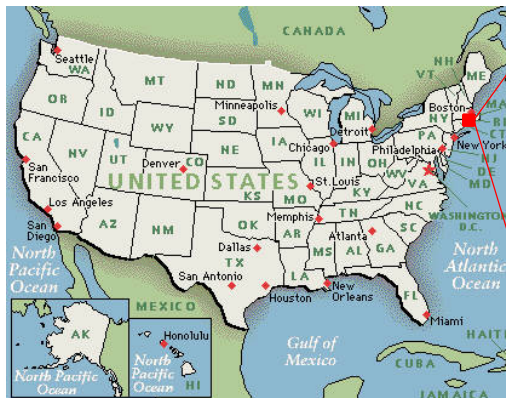 CANADA
Seattle
WA
MT
ND
MN
NH
VT
ME
OR
ID
SD
Minneapolis
WI
MI
Boston
MA
WY
NY
RI
CT
Detroit
New York
CA
NV
UT
Denver
CO
NE
IA
Chicago
IL
IN
OH
PA
Philadelphia
NJ
DE
MD
San
Francisco
UNITED STATES
KS
St.Louis
MO
WV
VA
KY
WASHINGTON
D.C.
Los Angeles
San
Diego
AZ
NM
OK
AR
Memphis
TN
NC
SC
Atlanta
MS
AL
GA
Dallas
TX
LA
San Antonio
Houston
New
Orleans
FL
Miami
North
Pacific
Ocean
North
Atlantic
Ocean
MEXICO
Gulf of
Mexico
CUBA
HAITI
JAMAICA
AK
North Pacific
Ocean
Honolulu
North
Pacific
Ocean
HI